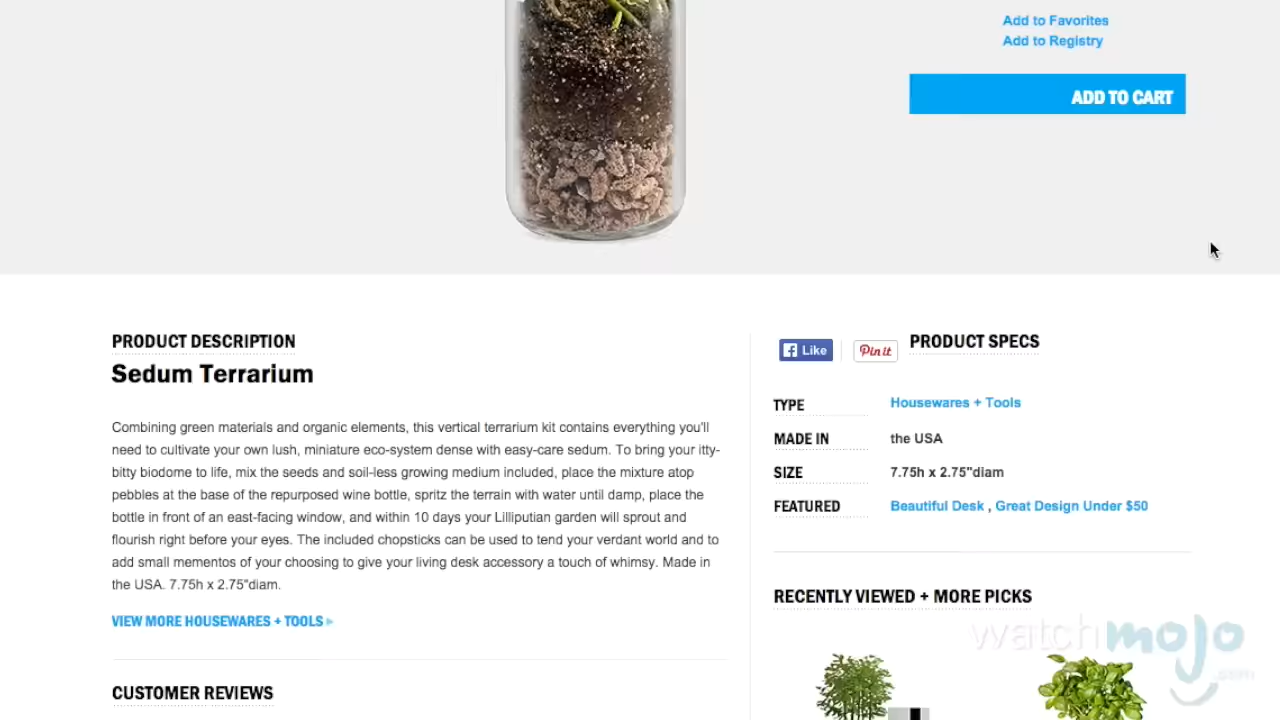 Add to Favorites
Add to Registry
ADD TO CART
PRODUCT DESCRIPTION
Sedum Terrarium
Combining green materials and organic elements, this vertical terrarium kit contains everything you'll
need to cultivate your own lush, miniature eco-system dense with easy-care sedum. To bring your itty-
bitty biodome to life, mix the seeds and soil-less growing medium included, place the mixture atop
pebbles at the base of the repurposed wine bottle, spritz the terrain with water until damp, place the
bottle in front of an east-facing window, and within 10 days your Lilliputian garden will sprout and
flourish right before your eyes. The included chopsticks can be used to tend your verdant world and to
add small mementos of your choosing to give your living desk accessory a touch of whimsy. Made in
the USA. 7.75h x 2.75"diam.
VIEW MORE HOUSEWARES + TOOLS
CUSTOMER REVIEWS
Like
Pin it
PRODUCT SPECS
TYPE Housewares + Tools
MADE IN the USA
SIZE 7.75h x 2.75"diam
FEATURED Beautiful Desk , Great Design Under $50
RECENTLY VIEWED + MORE PICKS
watchmojo
.com